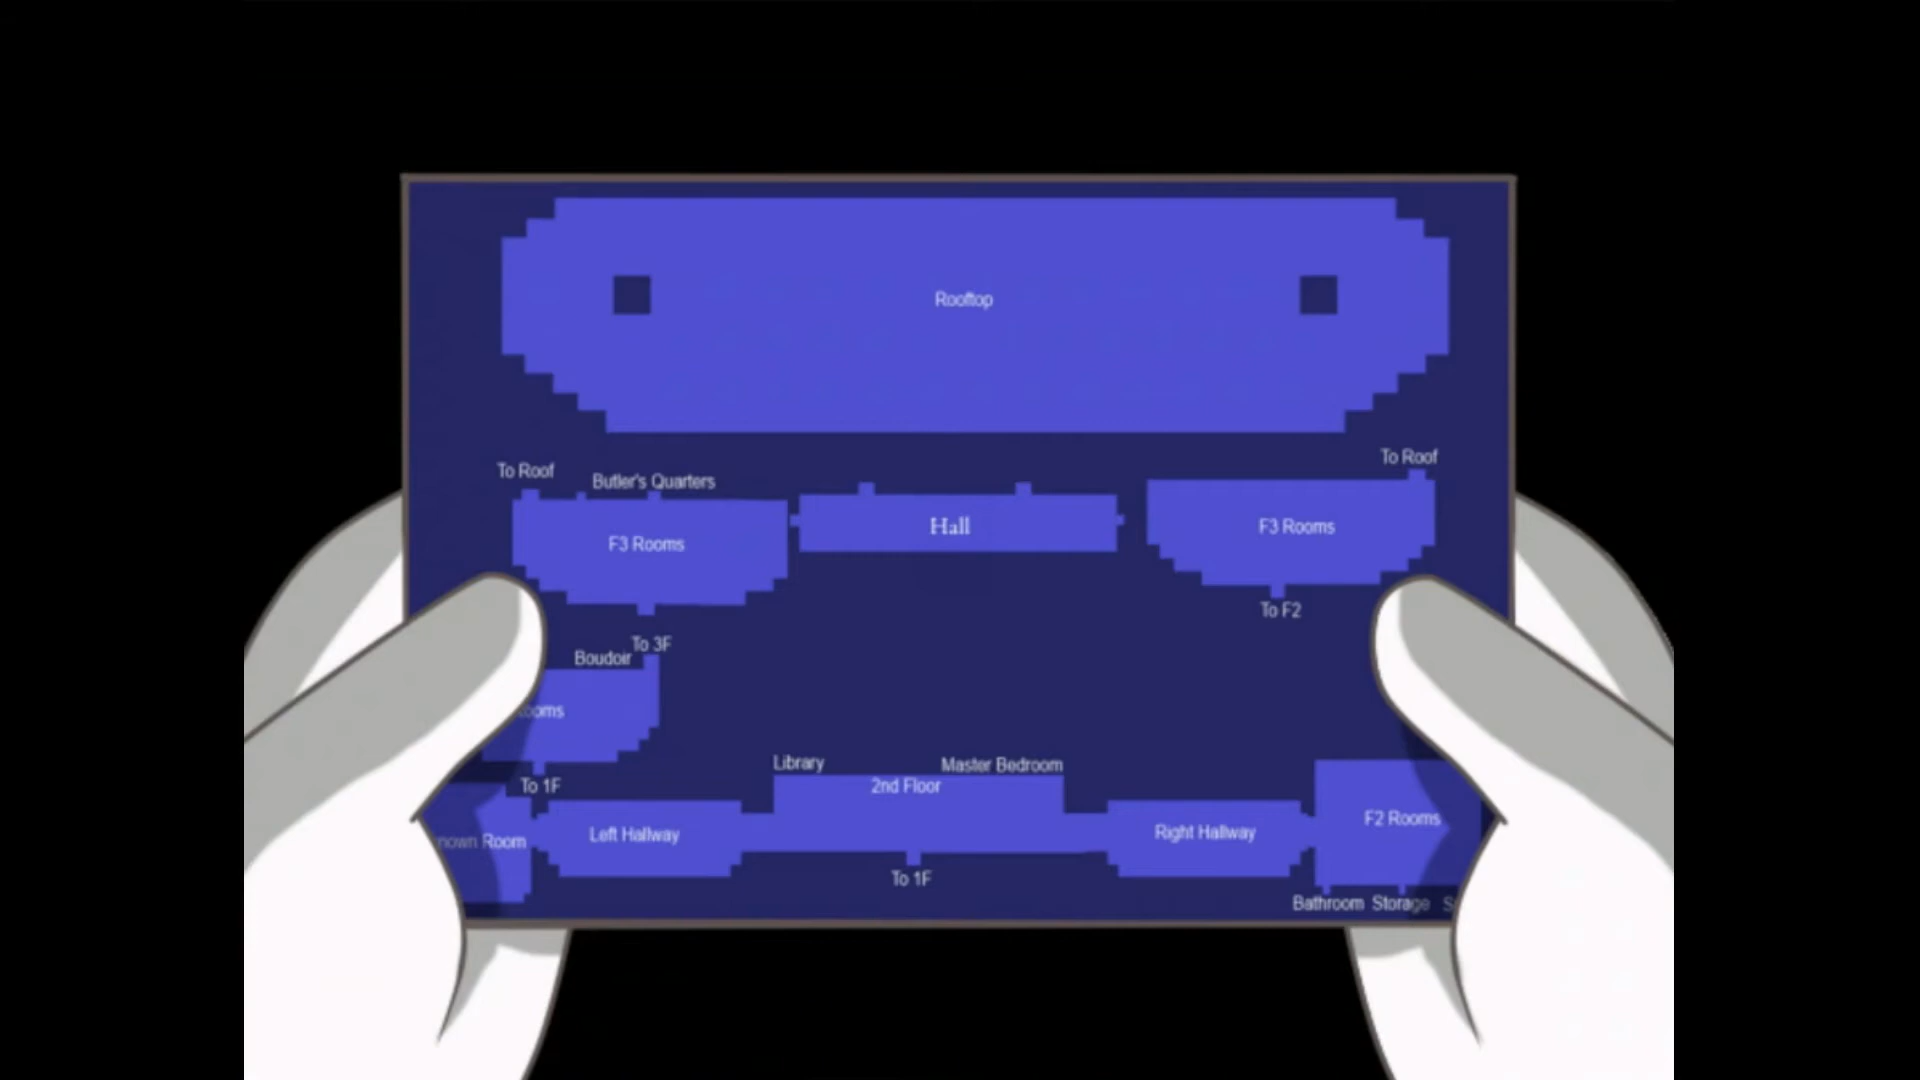 Rooftop
To Roof
To Roof
Butler's Quarters
F3 Rooms
Hall
F3 Rooms
To F2
To 3F
Boudoir
Library
Master Bedroom
2nd Floor
To 1F
Left Hallway
Right Hallway
F2 Rooms
Room
To 1F
Bathroom Storage